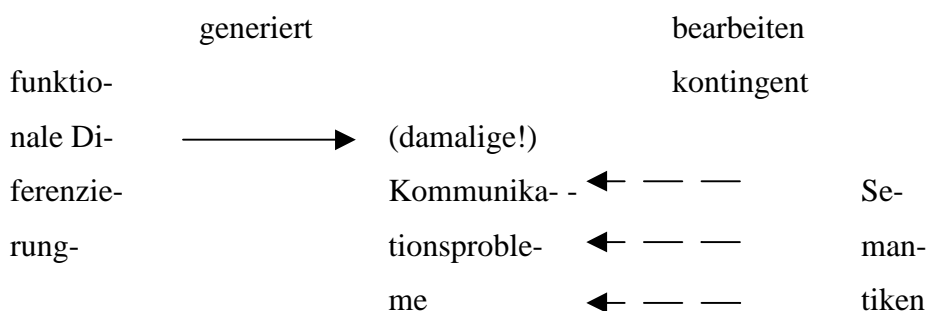 generiert bearbeiten
funktio- kontingent
nale Di- (damalige!)
ferenzie- Kommunika- - Se-
rung- tionsproble- man-
me tiken